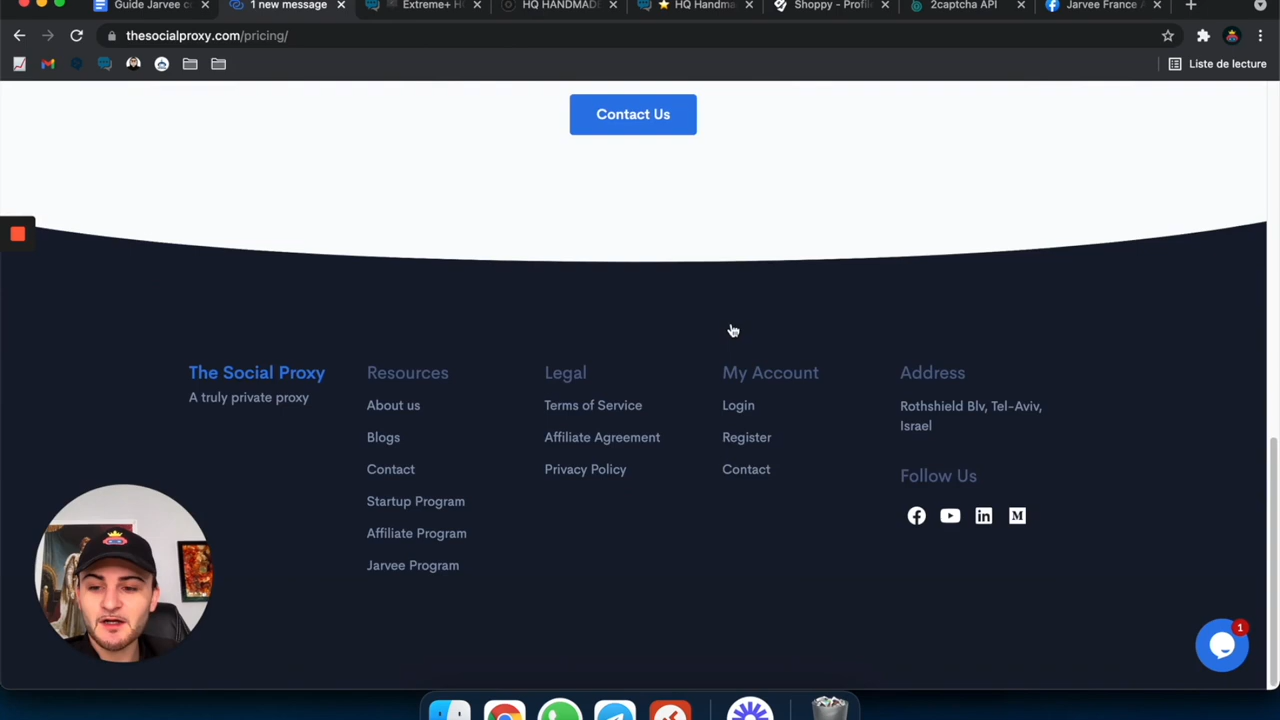 Guide Jarvee co
1 new message
Extreme+ H
HQ HANDMAD
HQ Handma
Shoppy - Profile
2captcha API
Jarvee France A
thesocialproxy.com/pricing/
Liste de lecture
Contact Us
The Social Proxy
A truly private proxy
Resources
About us
Blogs
Contact
Startup Program
Affiliate Program
Jarvee Program
Legal
Terms of Service
Affiliate Agreement
Privacy Policy
My Account
Login
Register
Contact
Address
Rothshield Blv, Tel-Aviv,
Israel
Follow Us
1